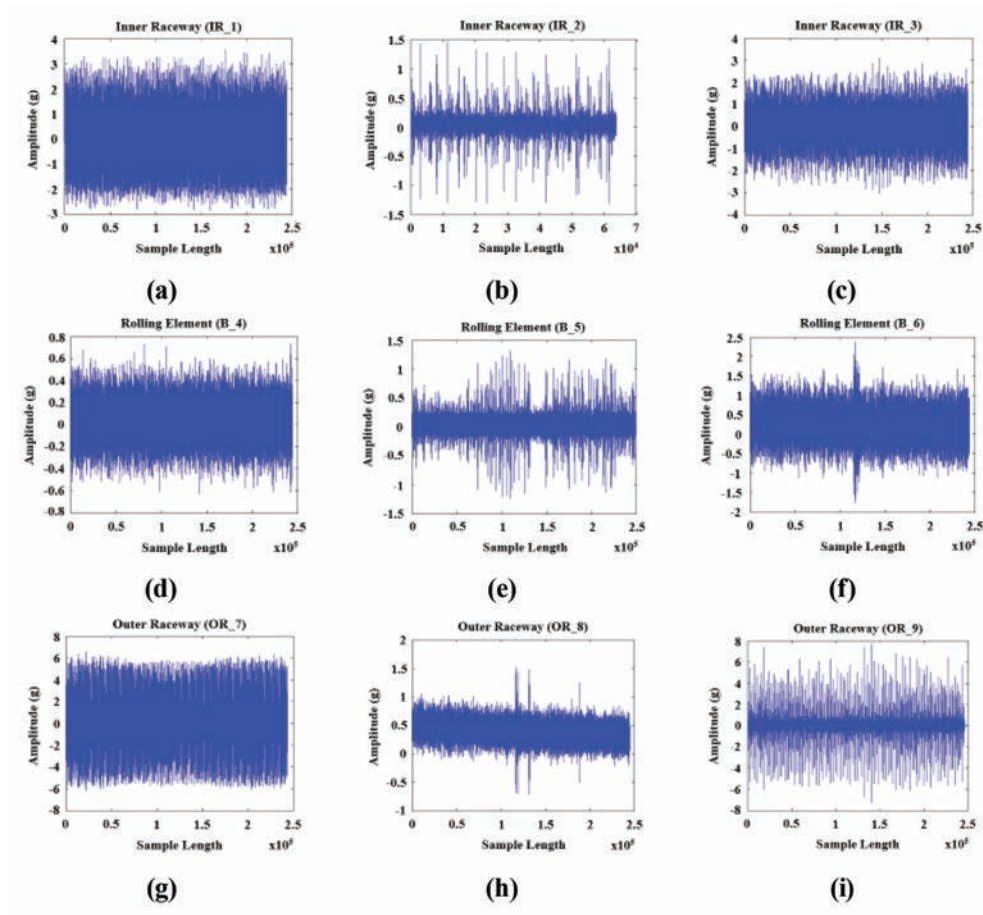 Inner Raceway (IR_1)
Amplitude (g)
4
3
2
1
0
-1
-2
-3
0 0.5 1 1.5 2 2.5
Sample Length x10⁵
(a)
Inner Raceway (IR_2)
Amplitude (g)
1.5
1
0.5
0
-0.5
-1
-1.5
0 1 2 3 4 5 6 7
Sample Length x10⁴
(b)
Inner Raceway (IR_3)
Amplitude (g)
4
3
2
1
0
-1
-2
-3
-4
0 0.5 1 1.5 2 2.5
Sample Length x10⁵
(c)
Rolling Element (B_4)
Amplitude (g)
0.8
0.6
0.4
0.2
0
-0.2
-0.4
-0.6
-0.8
0 0.5 1 1.5 2 2.5
Sample Length x10⁵
(d)
Rolling Element (B_5)
Amplitude (g)
1.5
1
0.5
0
-0.5
-1
-1.5
0 0.5 1 1.5 2 2.5
Sample Length x10⁵
(e)
Rolling Element (B_6)
Amplitude (g)
2.5
2
1.5
1
0.5
0
-0.5
-1
-1.5
-2
0 0.5 1 1.5 2 2.5
Sample Length x10⁵
(f)
Outer Raceway (OR_7)
Amplitude (g)
8
6
4
2
0
-2
-4
-6
-8
0 0.5 1 1.5 2 2.5
Sample Length x10⁵
(g)
Outer Raceway (OR_8)
Amplitude (g)
2
1.5
1
0.5
0
-0.5
-1
0 0.5 1 1.5 2 2.5
Sample Length x10⁵
(h)
Outer Raceway (OR_9)
Amplitude (g)
8
6
4
2
0
-2
-4
-6
-8
0 0.5 1 1.5 2 2.5
Sample Length x10⁵
(i)